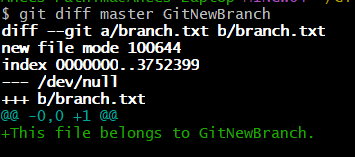 $ git diff master GitNewBranch
diff --git a/branch.txt b/branch.txt
new file mode 100644
index 0000000..3752399
--- /dev/null
+++ b/branch.txt
@@ -0,0 +1 @@
+This file belongs to GitNewBranch.